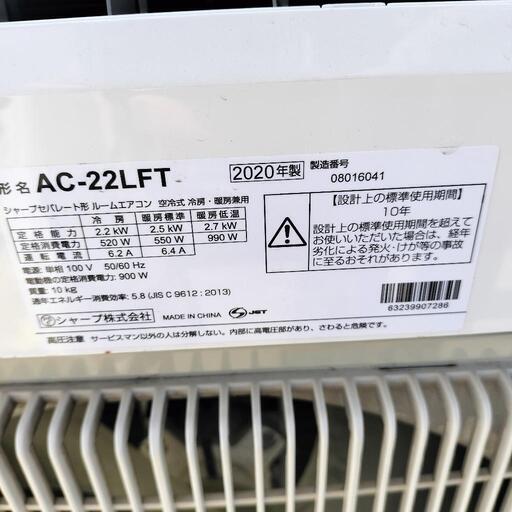 形名 AC-22LFT 2020年製 製造番号 08016041
シャープセパレート形 ルームエアコン 空冷式 冷房・暖房兼用
冷房 暖房標準 暖房低温
定格能力 2.2 kW 2.5 kW 2.7 kW
定格消費電力 520 W 550 W 990 W
運転電流 6.2 A 6.4 A
電源: 単相 100 V 50/60 Hz
電動機の定格消費電力: 900 W
質量: 10 kg
通年エネルギー消費効率: 5.8 (JIS C 9612 : 2013)
シャープ株式会社 MADE IN CHINA S-JET
高圧注意 サービスマン以外の人は分解しない。内部に高電圧部があり、さわると危険です。
【設計上の標準使用期間】
10年
標準使用期間を超えて
お使いいただいた場合は、経年
劣化による発火・けが等の事故
に至るおそれがあります。
63239907286